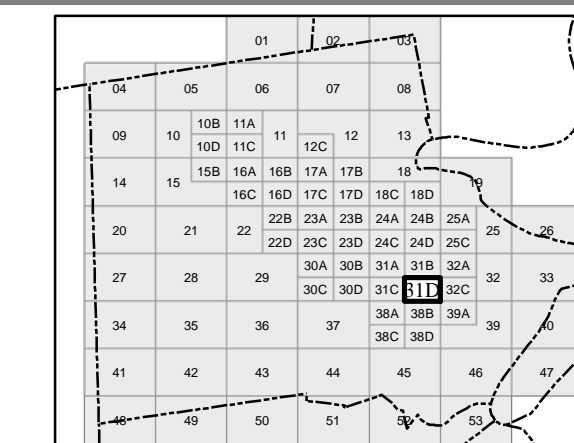 01 02 03
04 05 06 07 08
10B 11A
09 10 11 12 13
10D 11C 12C
15B 16A 16B 17A 17B 18
14 15 19
16C 16D 17C 17D 18C 18D
22B 23A 23B 24A 24B 25A
20 21 22 25 26
22D 23C 23D 24C 24D 25C
30A 30B 31A 31B 32A
27 28 29 32 33
30C 30D 31C 31D 32C
38A 38B 39A
34 35 36 37 39 40
38C 38D
41 42 43 44 45 46 47
48 49 50 51 52 53